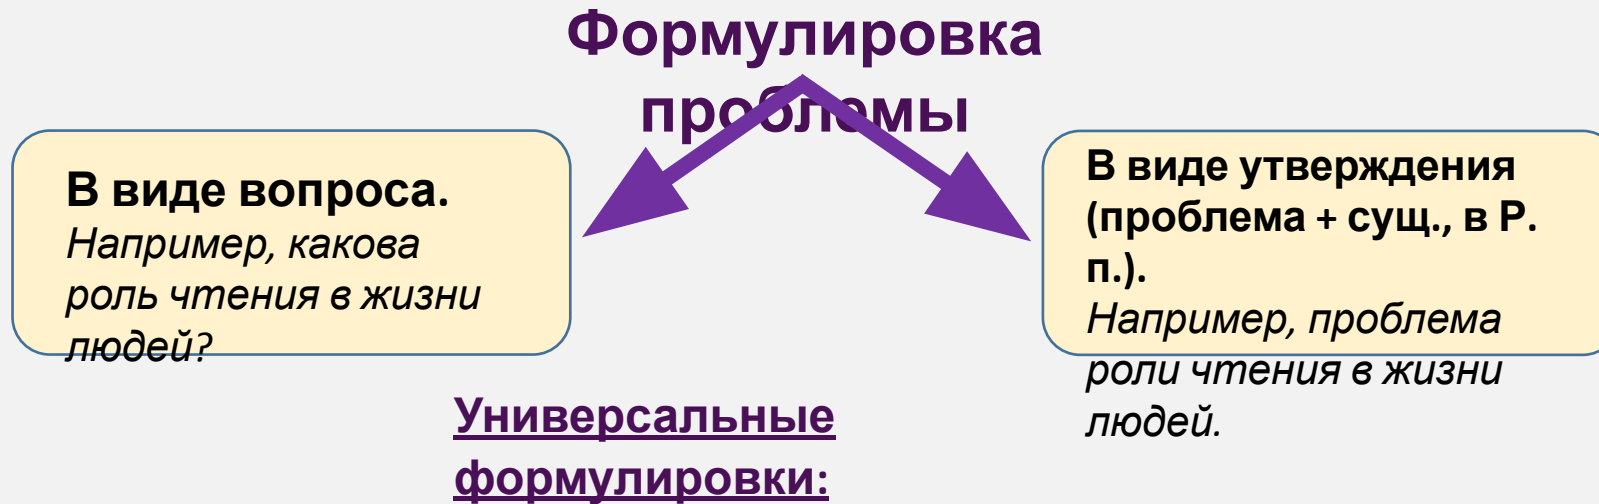 Формулировка
проблемы
В виде вопроса.
Например, какова
роль чтения в жизни
людей?
В виде утверждения
(проблема + сущ., в Р.
п.).
Например, проблема
роли чтения в жизни
людей.
Универсальные
формулировки: